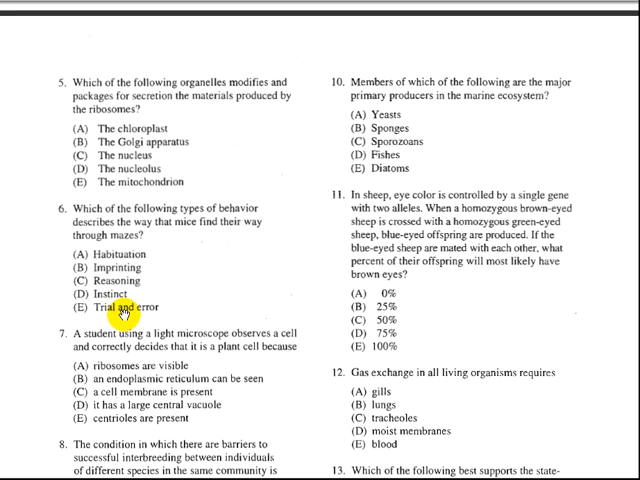 5. Which of the following organelles modifies and
packages for secretion the materials produced by
the ribosomes?
(A) The chloroplast
(B) The Golgi apparatus
(C) The nucleus
(D) The nucleolus
(E) The mitochondrion
6. Which of the following types of behavior
describes the way that mice find their way
through mazes?
(A) Habituation
(B) Imprinting
(C) Reasoning
(D) Instinct
(E) Trial and error
7. A student using a light microscope observes a cell
and correctly decides that it is a plant cell because
(A) ribosomes are visible
(B) an endoplasmic reticulum can be seen
(C) a cell membrane is present
(D) it has a large central vacuole
(E) centrioles are present
8. The condition in which there are barriers to
successful interbreeding between individuals
of different species in the same community is
10. Members of which of the following are the major
primary producers in the marine ecosystem?
(A) Yeasts
(B) Sponges
(C) Sporozoans
(D) Fishes
(E) Diatoms
11. In sheep, eye color is controlled by a single gene
with two alleles. When a homozygous brown-eyed
sheep is crossed with a homozygous green-eyed
sheep, blue-eyed offspring are produced. If the
blue-eyed sheep are mated with each other, what
percent of their offspring will most likely have
brown eyes?
(A) 0%
(B) 25%
(C) 50%
(D) 75%
(E) 100%
12. Gas exchange in all living organisms requires
(A) gills
(B) lungs
(C) tracheoles
(D) moist membranes
(E) blood
13. Which of the following best supports the state-